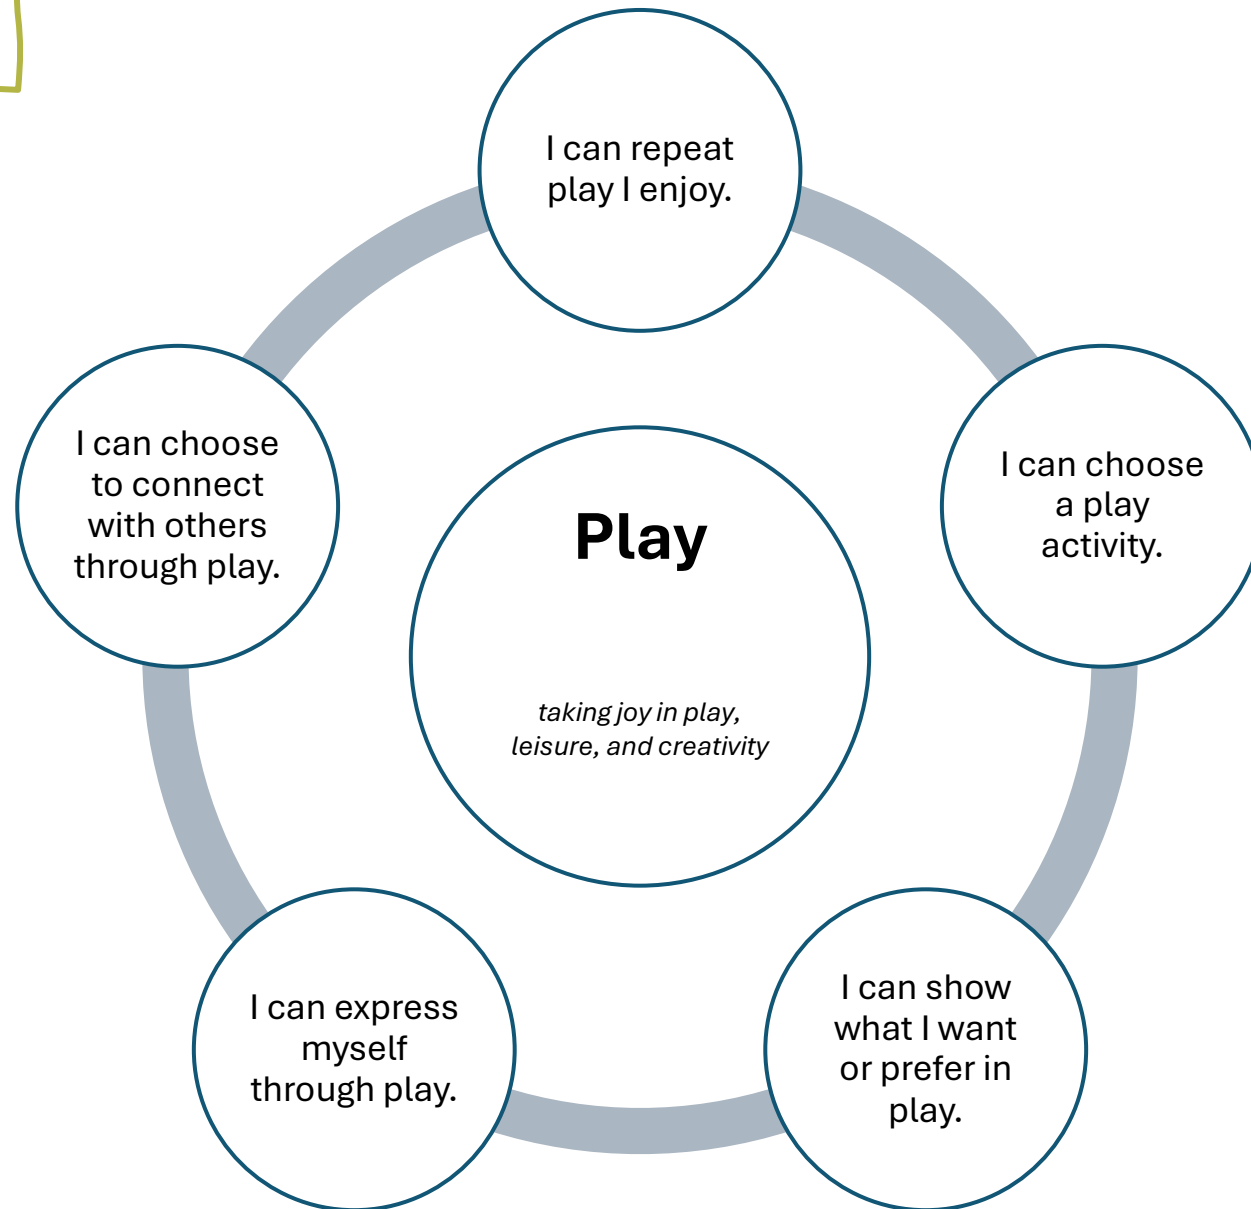 I can repeat
play I enjoy.
I can choose
to connect
with others
through play.
I can choose
a play
activity.
Play
taking joy in play,
leisure, and creativity
I can express
myself
through play.
I can show
what I want
or prefer in
play.